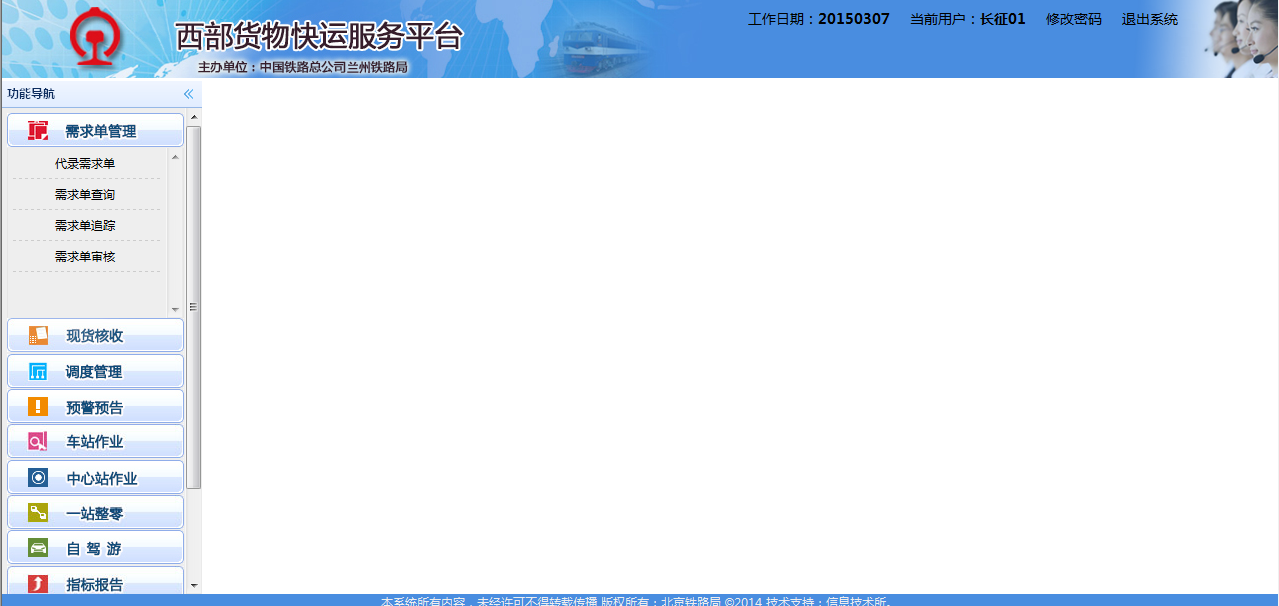 西部货物快运服务平台
主办单位：中国铁路总公司兰州铁路局
工作日期：20150307 当前用户：长征01 修改密码 退出系统
功能导航
需求单管理
代录需求单
需求单查询
需求单追踪
需求单审核
现货核收
调度管理
预警预告
车站作业
中心站作业
一站整零
自 驾 游
指标报告
本系统所有内容，未经许可不得转载传播 版权所有：北京铁路局 ©2014 技术支持：信息技术所。